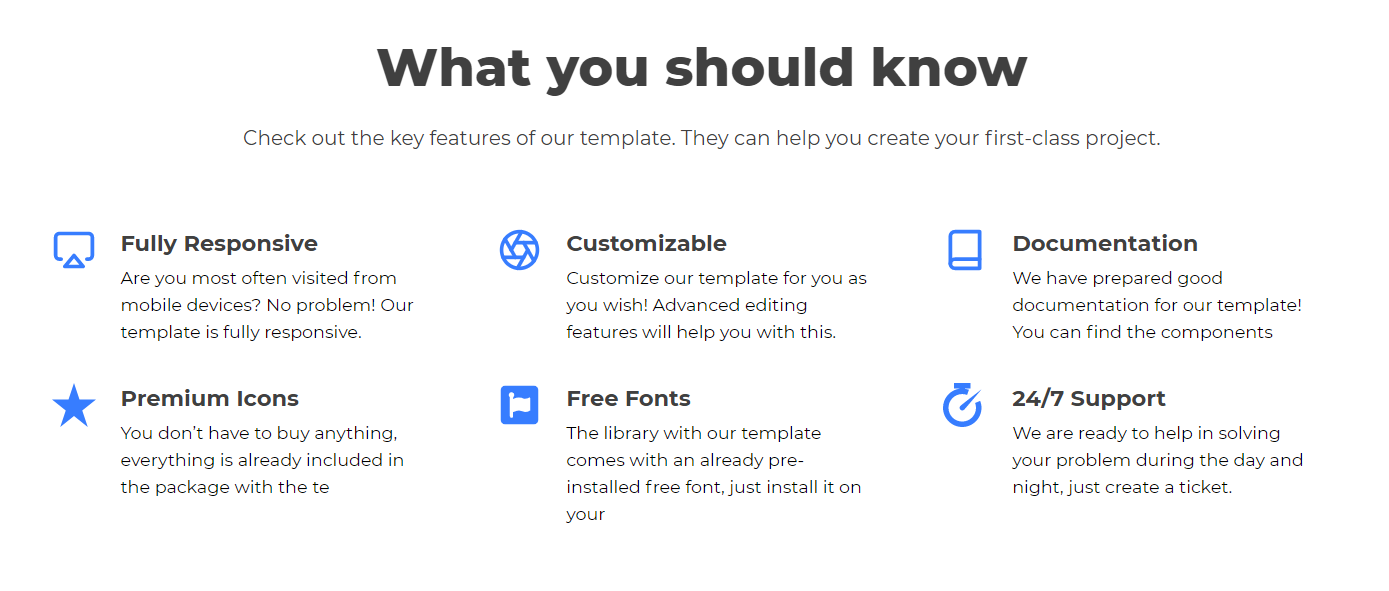 What you should know
Check out the key features of our template. They can help you create your first-class project.
Fully Responsive
Are you most often visited from
mobile devices? No problem! Our
template is fully responsive.
Customizable
Customize our template for you as
you wish! Advanced editing
features will help you with this.
Documentation
We have prepared good
documentation for our template!
You can find the components
Premium Icons
You don’t have to buy anything,
everything is already included in
the package with the te
Free Fonts
The library with our template
comes with an already pre-
installed free font, just install it on
your
24/7 Support
We are ready to help in solving
your problem during the day and
night, just create a ticket.